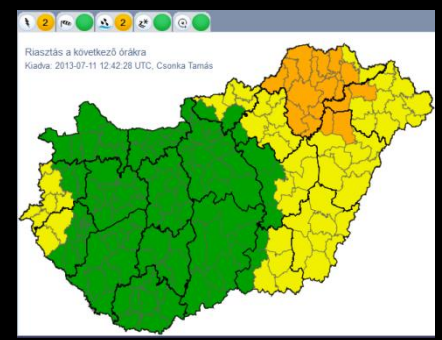 2 2
Riasztás a következő órákra
Kiadva: 2013-07-11 12:42:28 UTC, Csonka Tamás